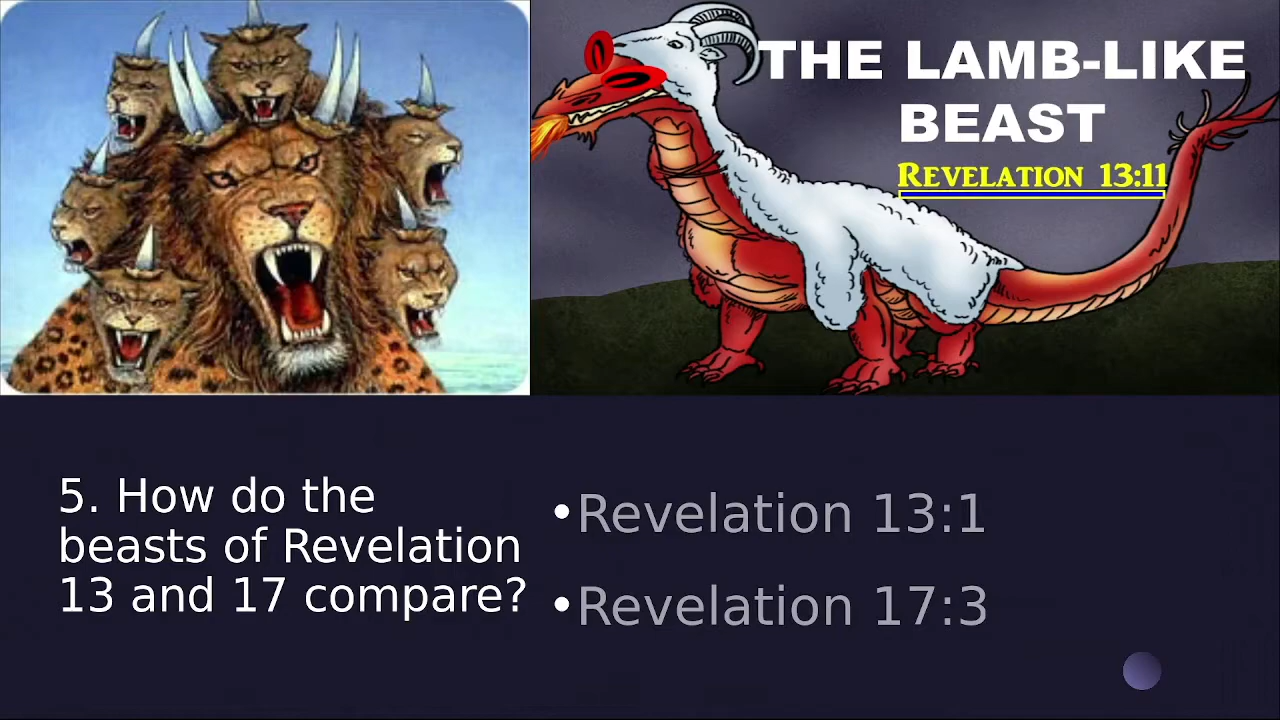 THE LAMB-LIKE
BEAST
REVELATION 13:11
5. How do the
beasts of Revelation
13 and 17 compare?
•Revelation 13:1
•Revelation 17:3